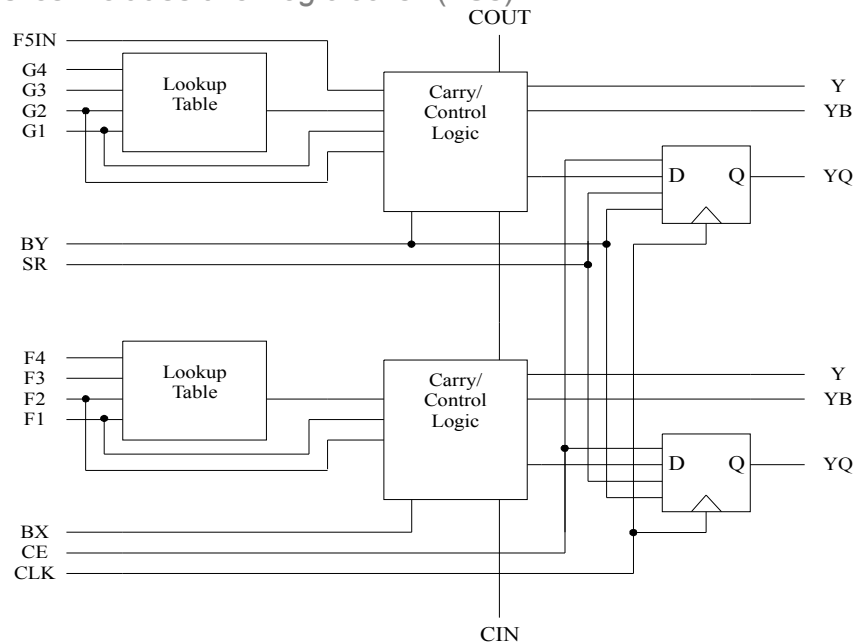 COUT
F5IN
G4
G3
G2
G1
Lookup
Table
Carry/
Control
Logic
Y
YB
D Q
YQ
BY
SR
F4
F3
F2
F1
Lookup
Table
Carry/
Control
Logic
Y
YB
D Q
YQ
BX
CE
CLK
CIN